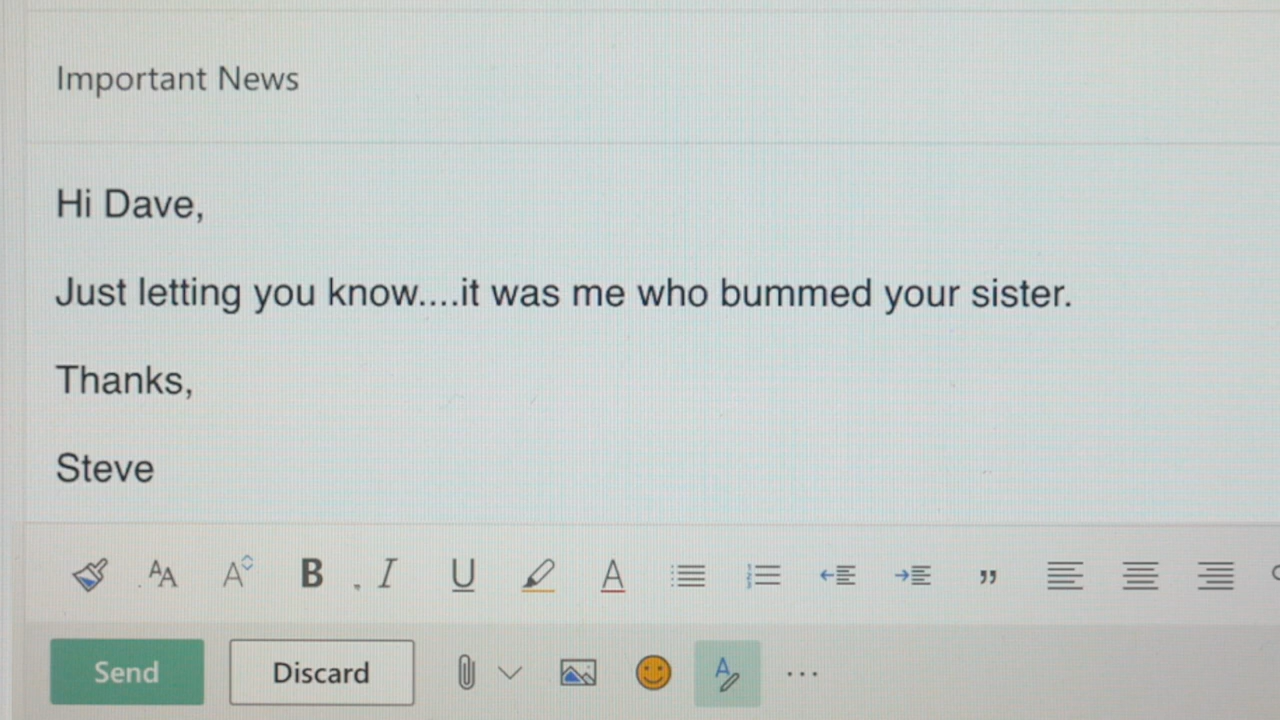 Important News
Hi Dave,
Just letting you know....it was me who bummed your sister.
Thanks,
Steve
Send Discard